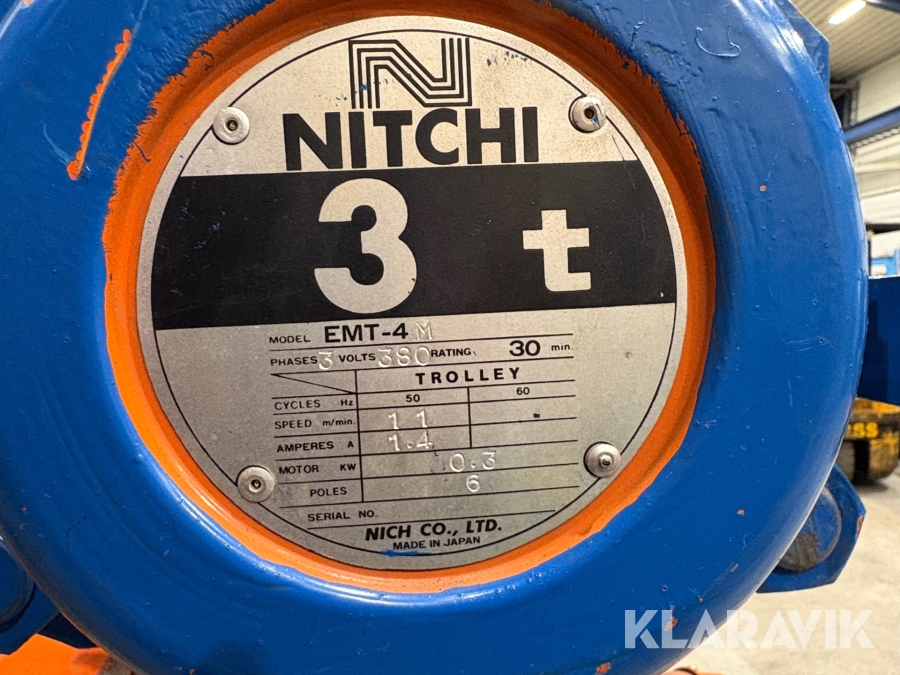 N
NITCHI
3 t
MODEL EMT-4M
PHASES 3 VOLTS 380 RATING 30 min.
TROLLEY
CYCLES Hz 50 60
SPEED m/min. 11
AMPERES A 1.4
MOTOR KW 0.3
POLES 6
SERIAL NO.
NICH CO., LTD.
MADE IN JAPAN
KLARAVIK